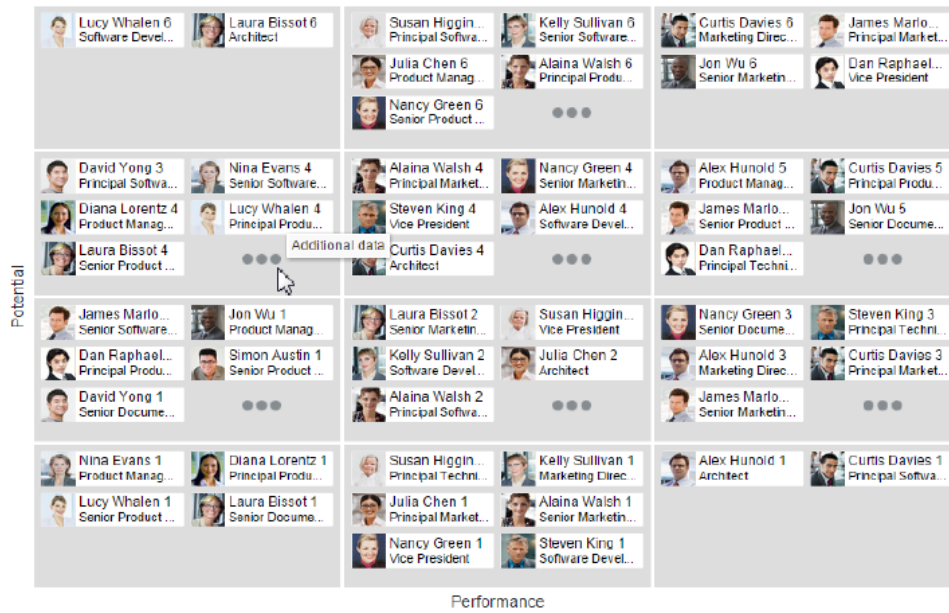 Lucy Whalen 6
Software Devel...
Laura Bissot 6
Architect
Susan Higgin...
Principal Softwa...
Kelly Sullivan 6
Senior Software...
Julia Chen 6
Product Manag...
Alaina Walsh 6
Principal Produ...
Nancy Green 6
Senior Product ...
Curtis Davies 6
Marketing Direc...
James Marlo...
Principal Market...
Jon Wu 6
Senior Marketin...
Dan Raphael...
Vice President
David Yong 3
Principal Softwa...
Nina Evans 4
Senior Software...
Diana Lorentz 4
Product Manag...
Lucy Whalen 4
Principal Produ...
Laura Bissot 4
Senior Product ...
Additional data
Alaina Walsh 4
Principal Market...
Nancy Green 4
Senior Marketin...
Steven King 4
Vice President
Alex Hunold 4
Software Devel...
Curtis Davies 4
Architect
Alex Hunold 5
Product Manag...
Curtis Davies 5
Principal Produ...
James Marlo...
Senior Product ...
Jon Wu 5
Senior Docume...
Dan Raphael...
Principal Techni...
James Marlo...
Senior Software...
Jon Wu 1
Product Manag...
Dan Raphael...
Principal Produ...
Simon Austin 1
Senior Product ...
David Yong 1
Senior Docume...
Laura Bissot 2
Senior Marketin...
Susan Higgin...
Vice President
Kelly Sullivan 2
Software Devel...
Julia Chen 2
Architect
Alaina Walsh 2
Principal Softwa...
Nancy Green 3
Senior Docume...
Steven King 3
Principal Techni...
Alex Hunold 3
Marketing Direc...
Curtis Davies 3
Principal Market...
James Marlo...
Senior Marketin...
Nina Evans 1
Product Manag...
Diana Lorentz 1
Principal Produ...
Lucy Whalen 1
Senior Product ...
Laura Bissot 1
Senior Docume...
Susan Higgin...
Principal Techni...
Kelly Sullivan 1
Marketing Direc...
Julia Chen 1
Principal Market...
Alaina Walsh 1
Senior Marketin...
Nancy Green 1
Vice President
Steven King 1
Software Devel...
Alex Hunold 1
Architect
Curtis Davies 1
Principal Softwa...
Potential
Performance